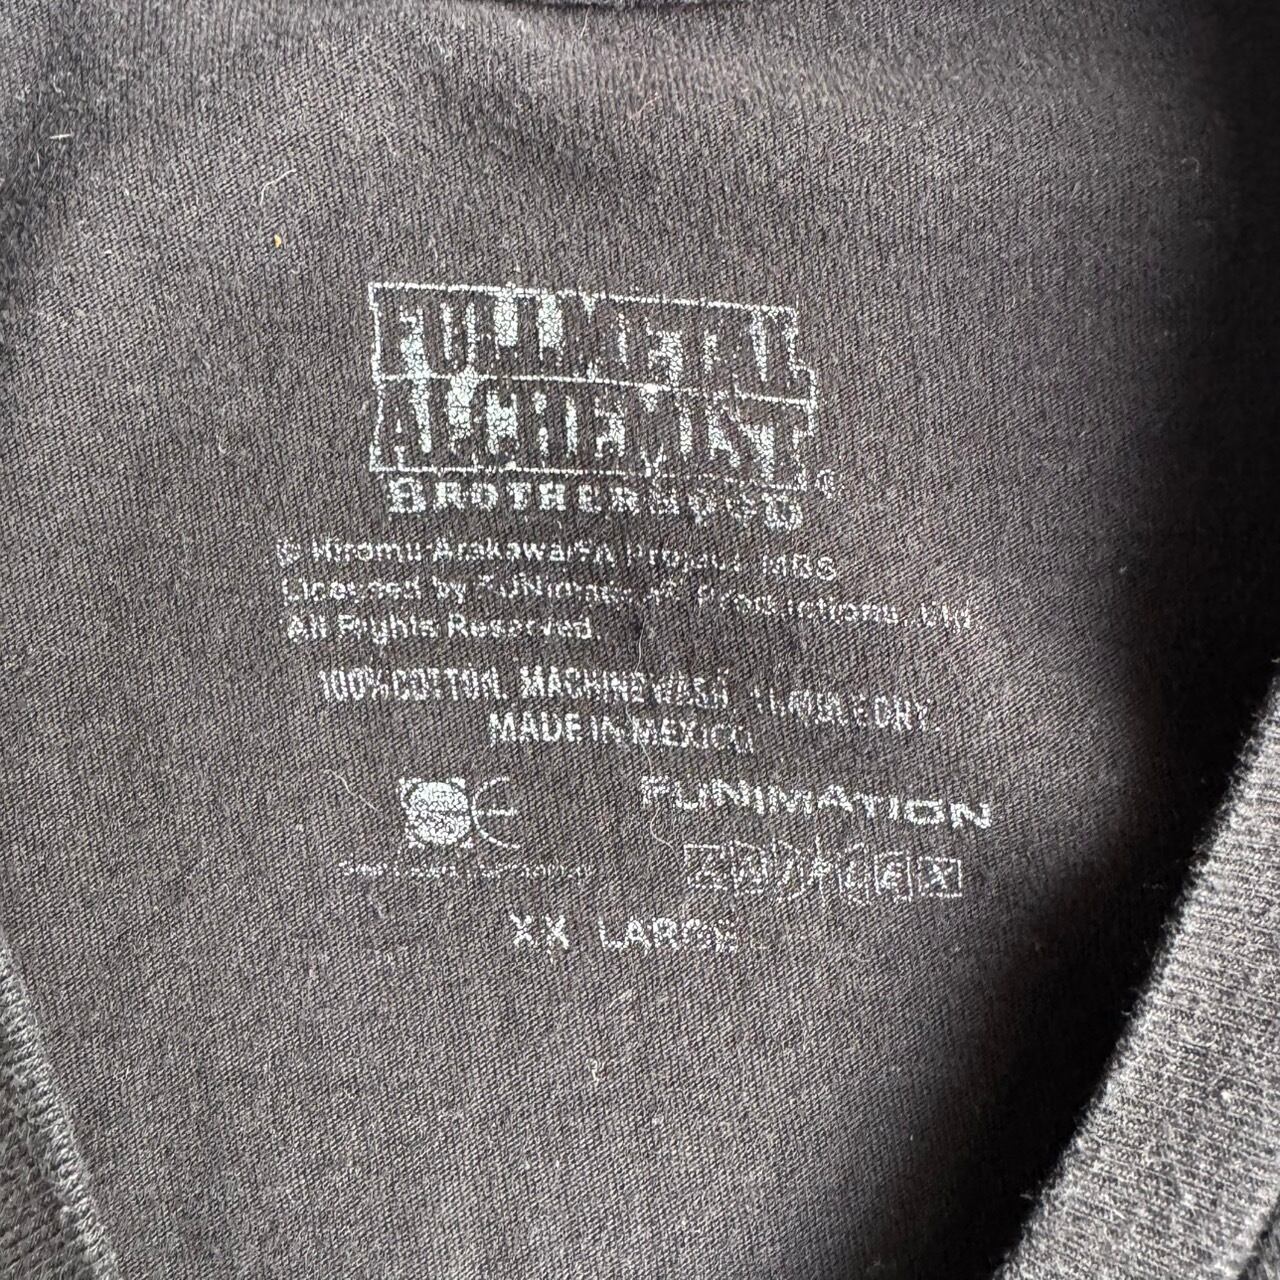 FULLMETAL
ALCHEMIST
BROTHERHOOD
© Hiromu Arakawa/FA Project, MBS
Licensed by FUNimation® Productions, Ltd.
All Rights Reserved.
100% COTTON, MACHINE WASH, TUMBLE DRY.
MADE IN MEXICO
FUNIMATION
ANIPLEX
XX LARGE